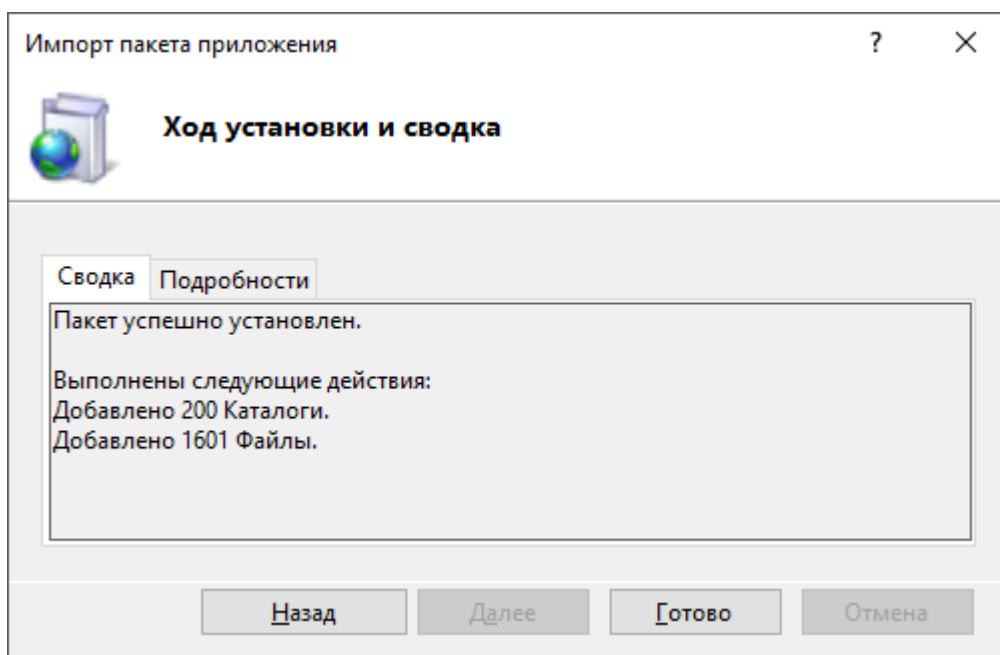 Импорт пакета приложения
?
Ход установки и сводка
Сводка
Подробности
Пакет успешно установлен.
Выполнены следующие действия:
Добавлено 200 Каталоги.
Добавлено 1601 Файлы.
Назад
Далее
Готово
Отмена